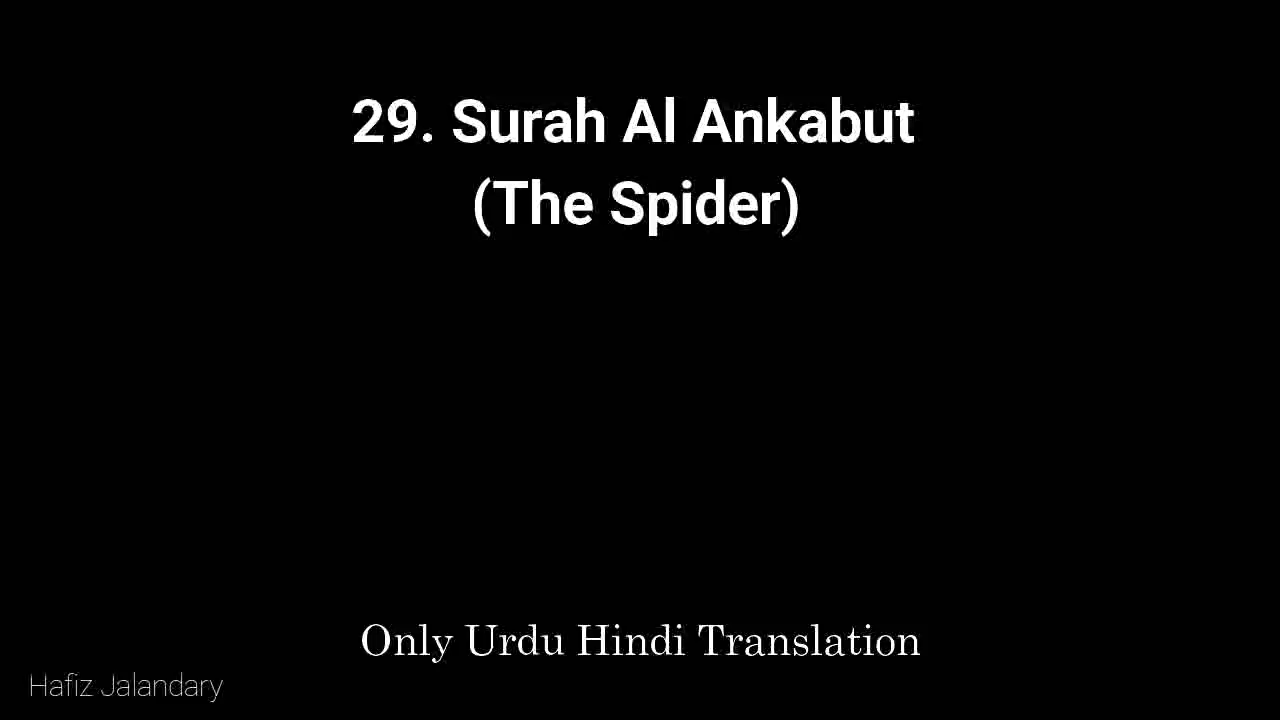 29. Surah Al Ankabut
(The Spider)
Only Urdu Hindi Translation
Hafiz Jalandary